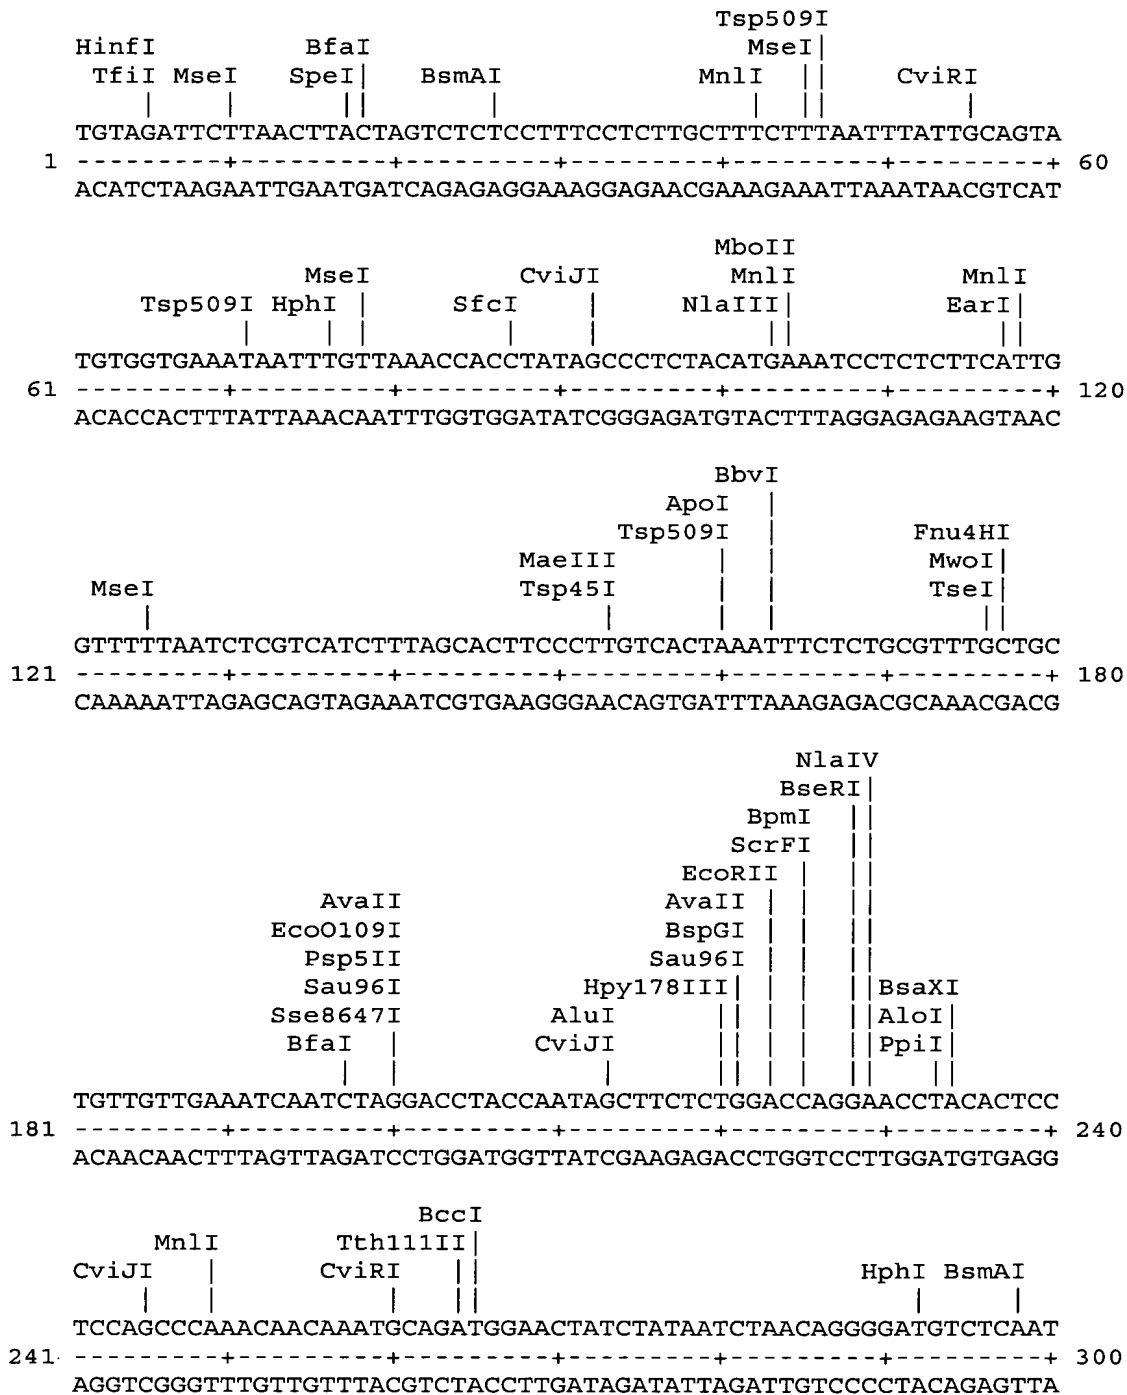 Tsp509I
HinfI BfaI MseI
TfiI MseI SpeI BsmAI MnlI CviRI
TGTAGATTCTTAACTTACTAGTCTCTCCTTTCCTCTTGCTTTCTTTAATTTATTGCAGTA
1 ---------+---------+---------+---------+---------+---------+ 60
ACATCTAAGAATTGAATGATCAGAGAGGAAAGGAGAACGAAAGAAATTAAATAACGTCAT
MboII
MseI CviJI MnlI MnlI
Tsp509I HphI SfcI NlaIII EarI
TGTGGTGAAATAATTTGTTAAACCACCTATAGCCCTCTACATGAAATCCTCTCTTCATTG
61 ---------+---------+---------+---------+---------+---------+ 120
ACACCACTTTATTAAACAATTTGGTGGATATCGGGAGATGTACTTTAGGAGAGAAGTAAC
BbvI
ApoI
Tsp509I Fnu4HI
MaeIII MwoI
MseI Tsp45I TseI
GTTTTTAATCTCGTCATCTTTAGCACTTCCCTTGTCACTAAATTTCTCTGCGTTTGCTGC
121 ---------+---------+---------+---------+---------+---------+ 180
CAAAAATTAGAGCAGTAGAAATCGTGAAGGGAACAGTGATTTAAAGAGACGCAAACGACG
NlaIV
BseRI
BpmI
ScrFI
EcoRII
AvaII AvaII
EcoO109I BspGI
Psp5II Sau96I
Sau96I Hpy178III BsaXI
Sse8647I AluI AloI
BfaI CviJI PpiI
TGTTGTTGAAATCAATCTAGGACCTACCAATAGCTTCTCTGGACCAGGAACCTACACTCC
181 ---------+---------+---------+---------+---------+---------+ 240
ACAACAACTTTAGTTAGATCCTGGATGGTTATCGAAGAGACCTGGTCCTTGGATGTGAGG
BccI
MnlI Tth111II
CviJI CviRI HphI BsmAI
TCCAGCCCAAACAACAAATGCAGATGGAACTATCTATAATCTAACAGGGGATGTCTCAAT
241 ---------+---------+---------+---------+---------+---------+ 300
AGGTCGGGTTTGTTGTTTACGTCTACCTTGATAGATATTAGATTGTCCCCTACAGAGTTA